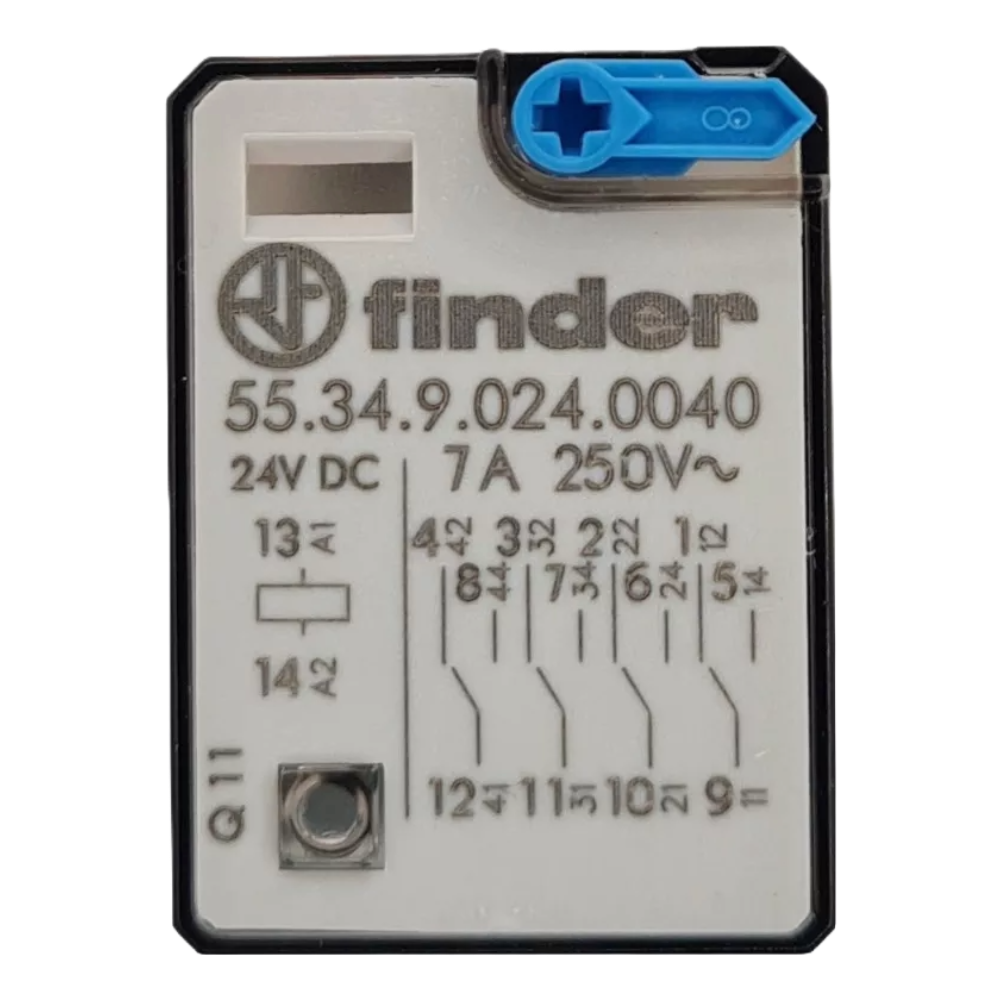 8
finder
55.34.9.024.0040
24V DC
7A 250V~
13 A1
4 42 3 32 2 22 1 12
8 44 7 34 6 24 5 14
14 A2
Q 11
12 41 11 31 10 21 9 11